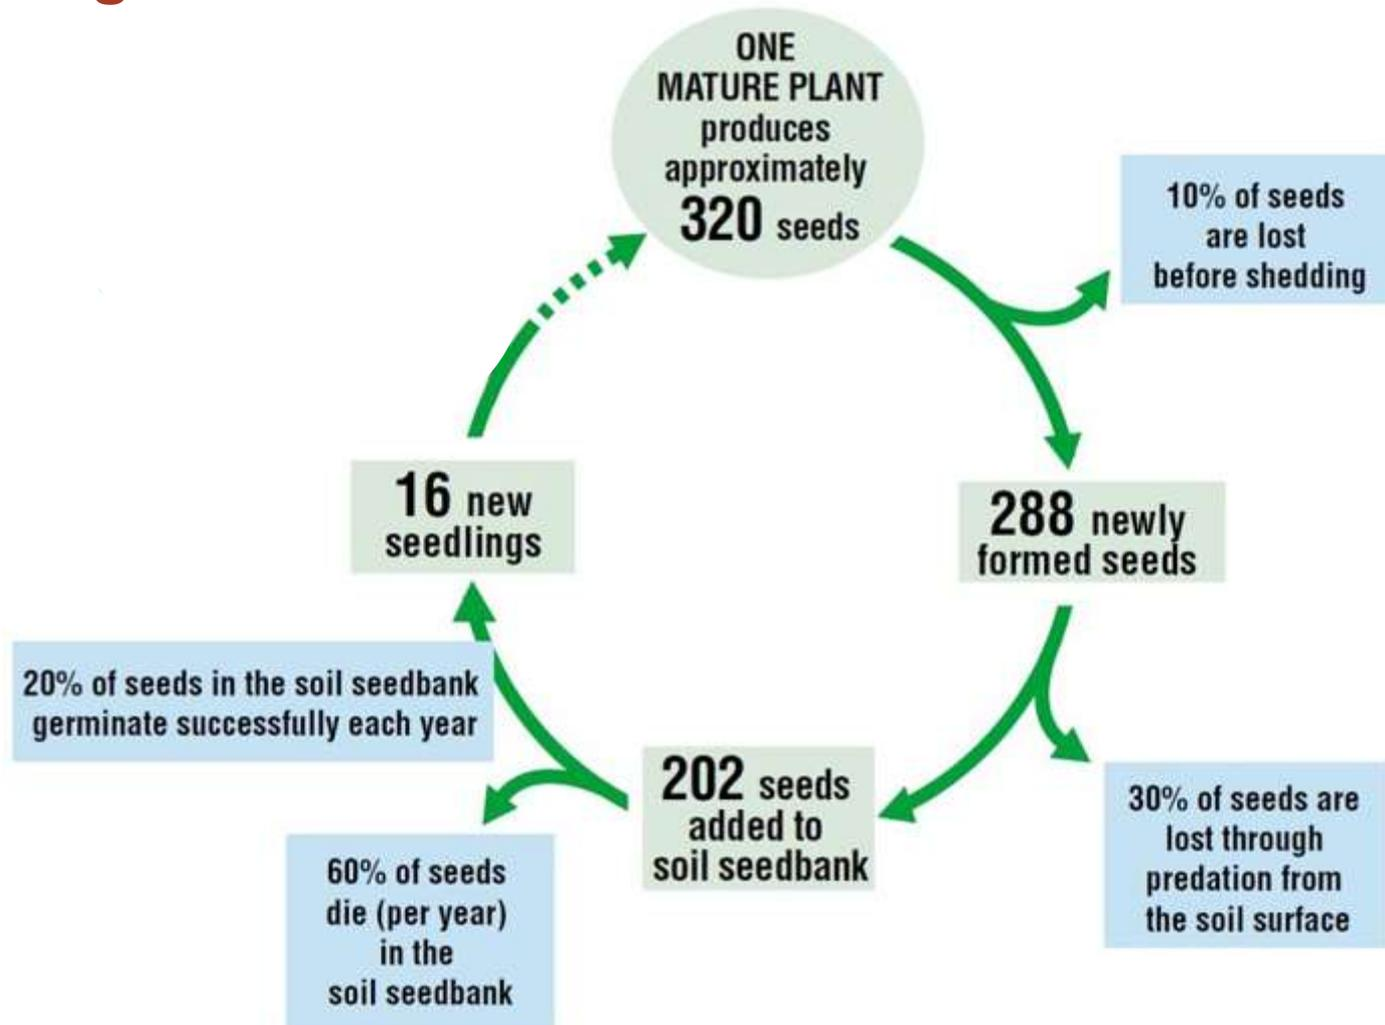 ONE
MATURE PLANT
produces
approximately
320 seeds
10% of seeds
are lost
before shedding
288 newly
formed seeds
30% of seeds are
lost through
predation from
the soil surface
202 seeds
added to
soil seedbank
60% of seeds
die (per year)
in the
soil seedbank
20% of seeds in the soil seedbank
germinate successfully each year
16 new
seedlings